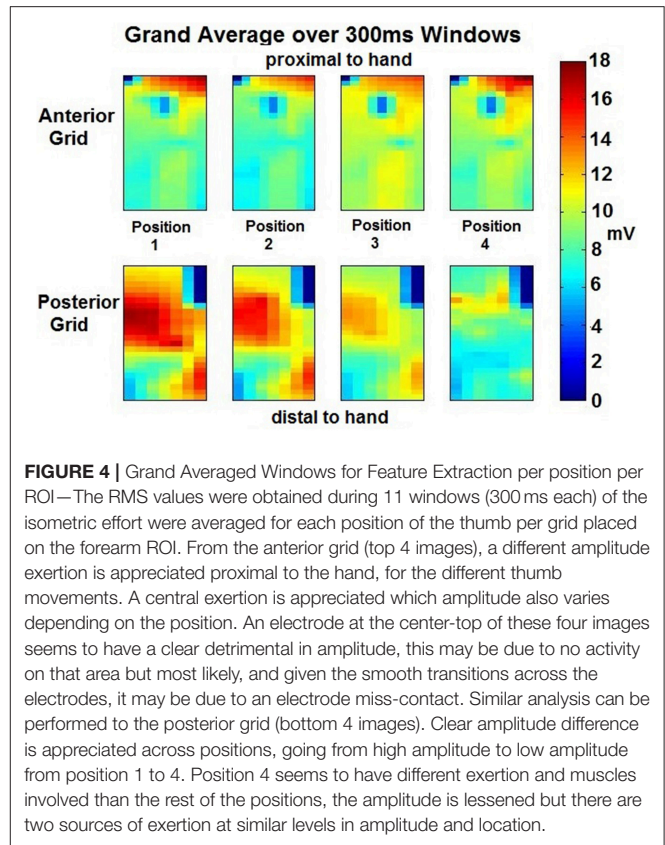 Grand Average over 300ms Windows
proximal to hand
Anterior
Grid
Position
1
Position
2
Position
3
Position
4
Posterior
Grid
distal to hand
18
16
14
12
10
mV
8
6
4
2
0
FIGURE 4 | Grand Averaged Windows for Feature Extraction per position per
ROI—The RMS values were obtained during 11 windows (300 ms each) of the
isometric effort were averaged for each position of the thumb per grid placed
on the forearm ROI. From the anterior grid (top 4 images), a different amplitude
exertion is appreciated proximal to the hand, for the different thumb
movements. A central exertion is appreciated which amplitude also varies
depending on the position. An electrode at the center-top of these four images
seems to have a clear detrimental in amplitude, this may be due to no activity
on that area but most likely, and given the smooth transitions across the
electrodes, it may be due to an electrode miss-contact. Similar analysis can be
performed to the posterior grid (bottom 4 images). Clear amplitude difference
is appreciated across positions, going from high amplitude to low amplitude
from position 1 to 4. Position 4 seems to have different exertion and muscles
involved than the rest of the positions, the amplitude is lessened but there are
two sources of exertion at similar levels in amplitude and location.